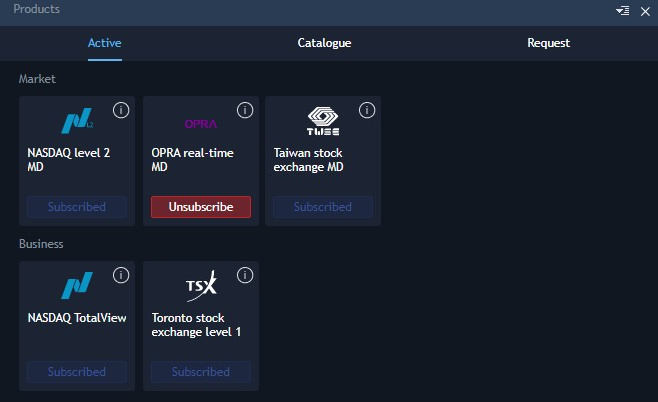 Products
Active
Catalogue
Request
Market
L2
NASDAQ level 2
MD
Subscribed
OPRA
OPRA real-time
MD
Unsubscribe
TWSE
Taiwan stock
exchange MD
Subscribed
Business
NASDAQ TotalView
Subscribed
TSX
Toronto stock
exchange level 1
Subscribed